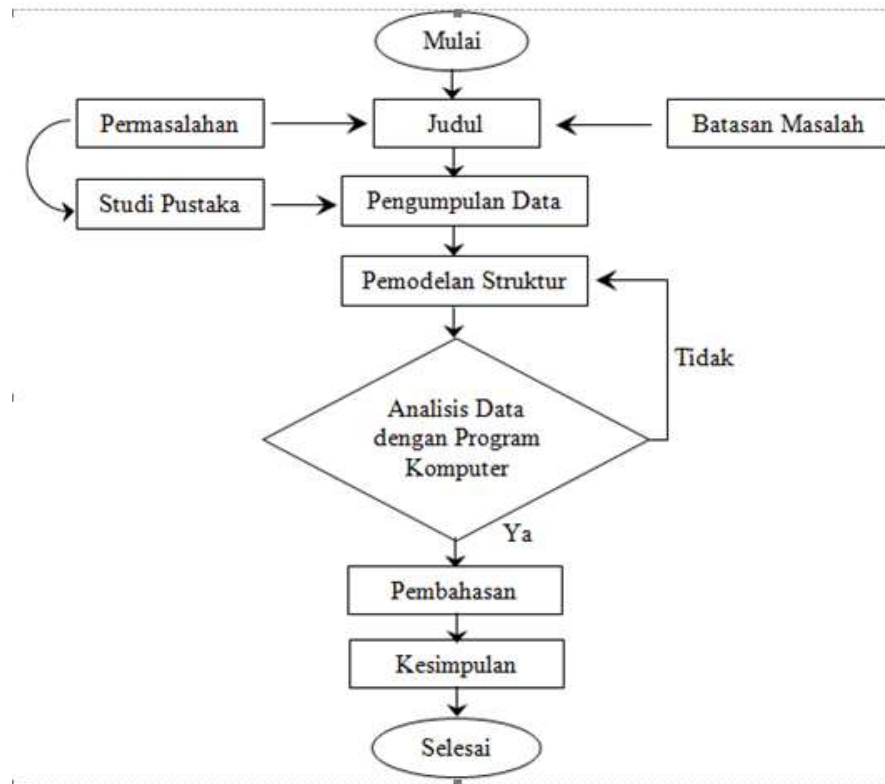 Mulai
Permasalahan
Judul
Batasan Masalah
Studi Pustaka
Pengumpulan Data
Pemodelan Struktur
Tidak
Analisis Data
dengan Program
Komputer
Ya
Pembahasan
Kesimpulan
Selesai